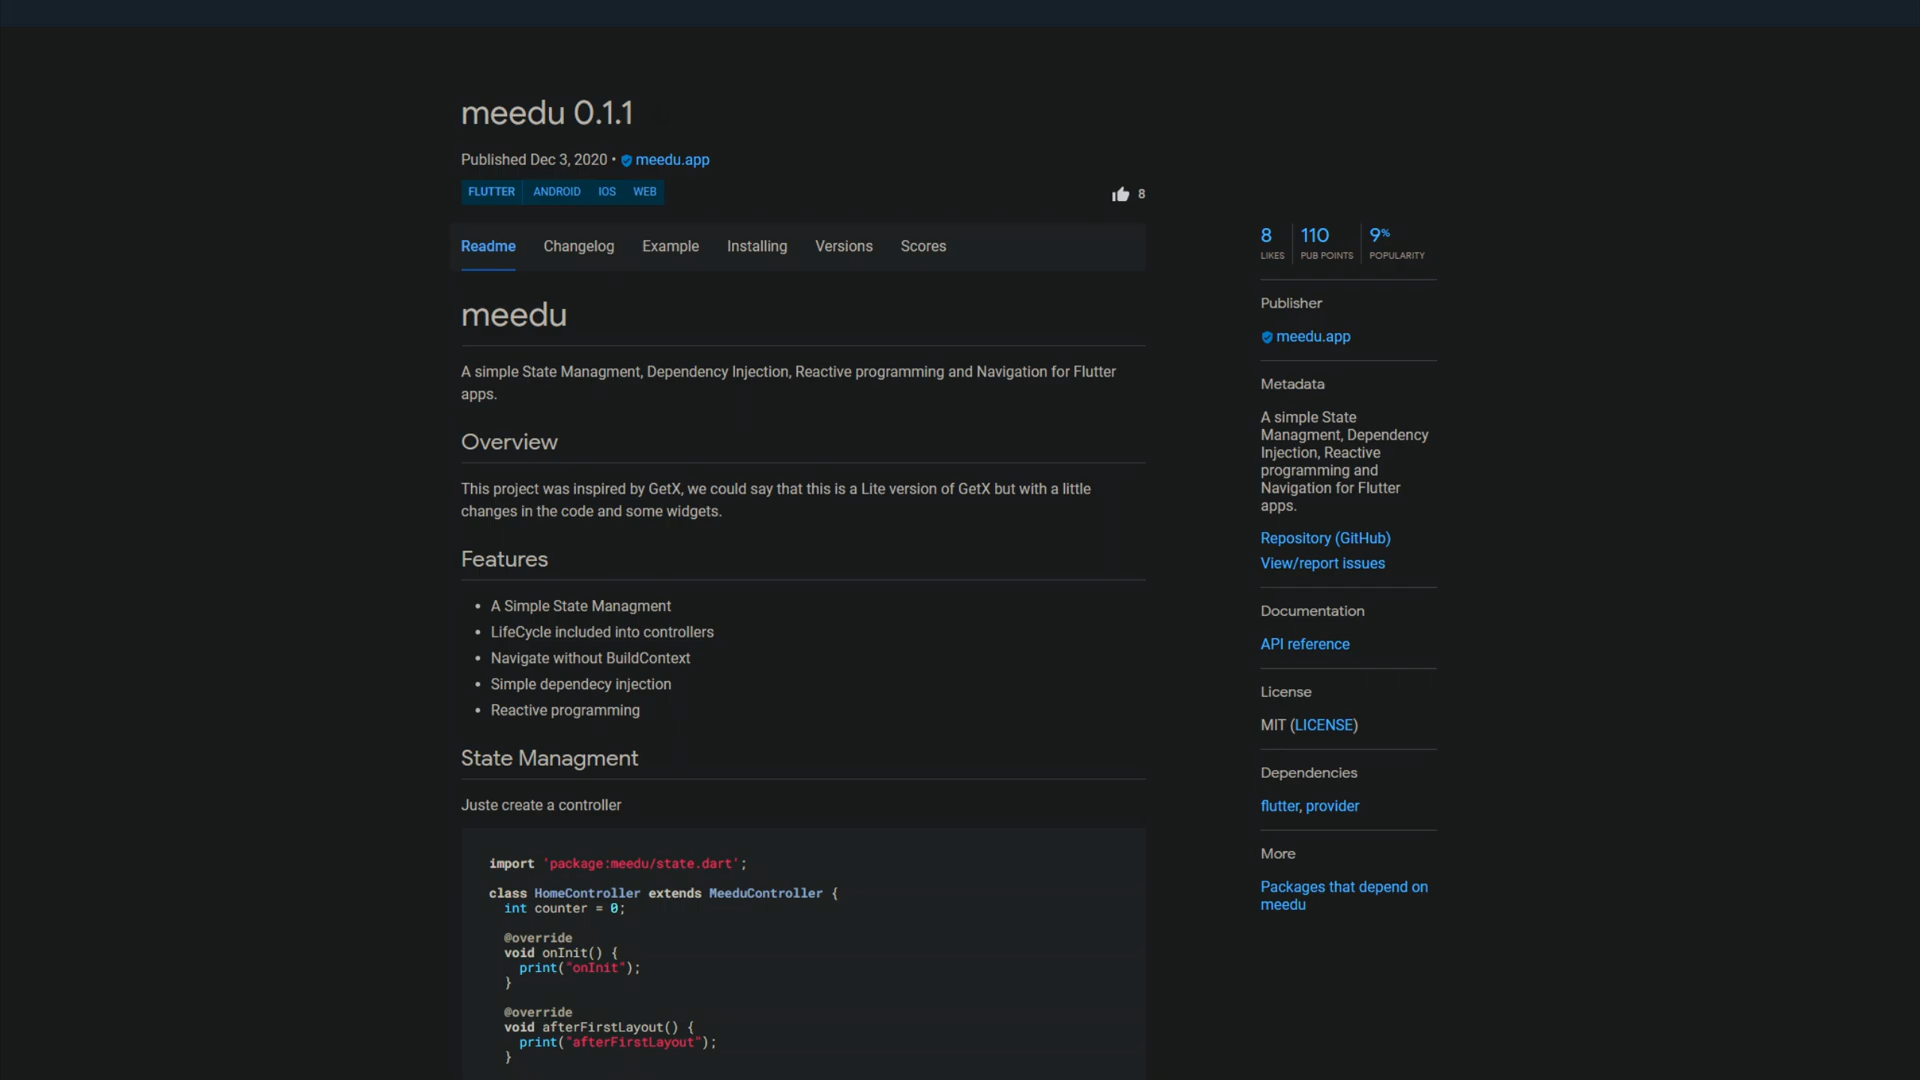 meedu 0.1.1
Published Dec 3, 2020 • meedu.app
FLUTTER ANDROID IOS WEB
8
Readme Changelog Example Installing Versions Scores
meedu
A simple State Managment, Dependency Injection, Reactive programming and Navigation for Flutter
apps.
Overview
This project was inspired by GetX, we could say that this is a Lite version of GetX but with a little
changes in the code and some widgets.
Features
• A Simple State Managment
• LifeCycle included into controllers
• Navigate without BuildContext
• Simple dependecy injection
• Reactive programming
State Managment
Juste create a controller
import 'package:meedu/state.dart';
class HomeController extends MeeduController {
int counter = 0;
@override
void onInit() {
print("onInit");
}
@override
void afterFirstLayout() {
print("afterFirstLayout");
}
8 110 9%
LIKES PUB POINTS POPULARITY
Publisher
meedu.app
Metadata
A simple State
Managment, Dependency
Injection, Reactive
programming and
Navigation for Flutter
apps.
Repository (GitHub)
View/report issues
Documentation
API reference
License
MIT (LICENSE)
Dependencies
flutter, provider
More
Packages that depend on
meedu